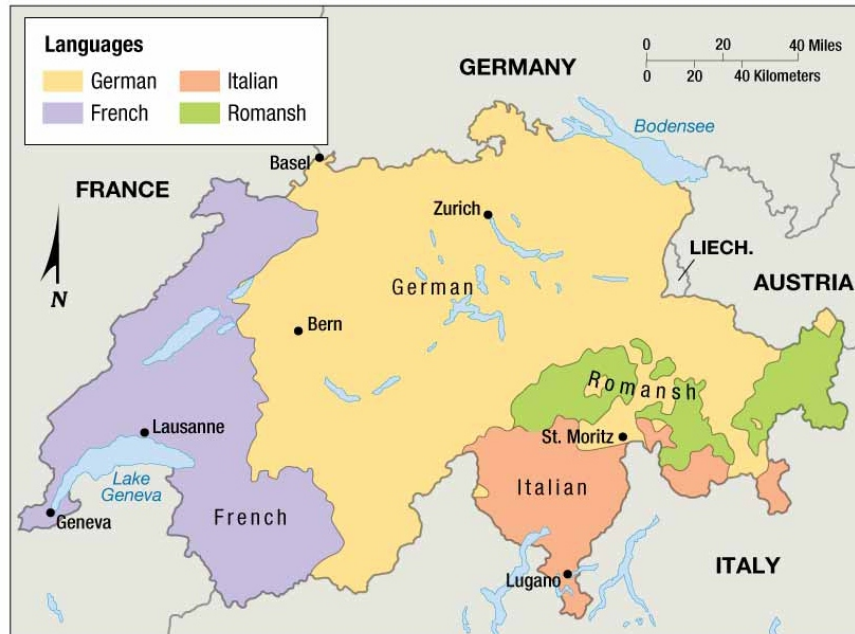 Languages
German
Italian
French
Romansh
0 20 40 Miles
0 20 40 Kilometers
GERMANY
Bodensee
Basel
FRANCE
Zurich
LIECH.
German
AUSTRIA
N
Bern
Romansh
Lausanne
St. Moritz
Lake
Geneva
Italian
Geneva
French
ITALY
Lugano